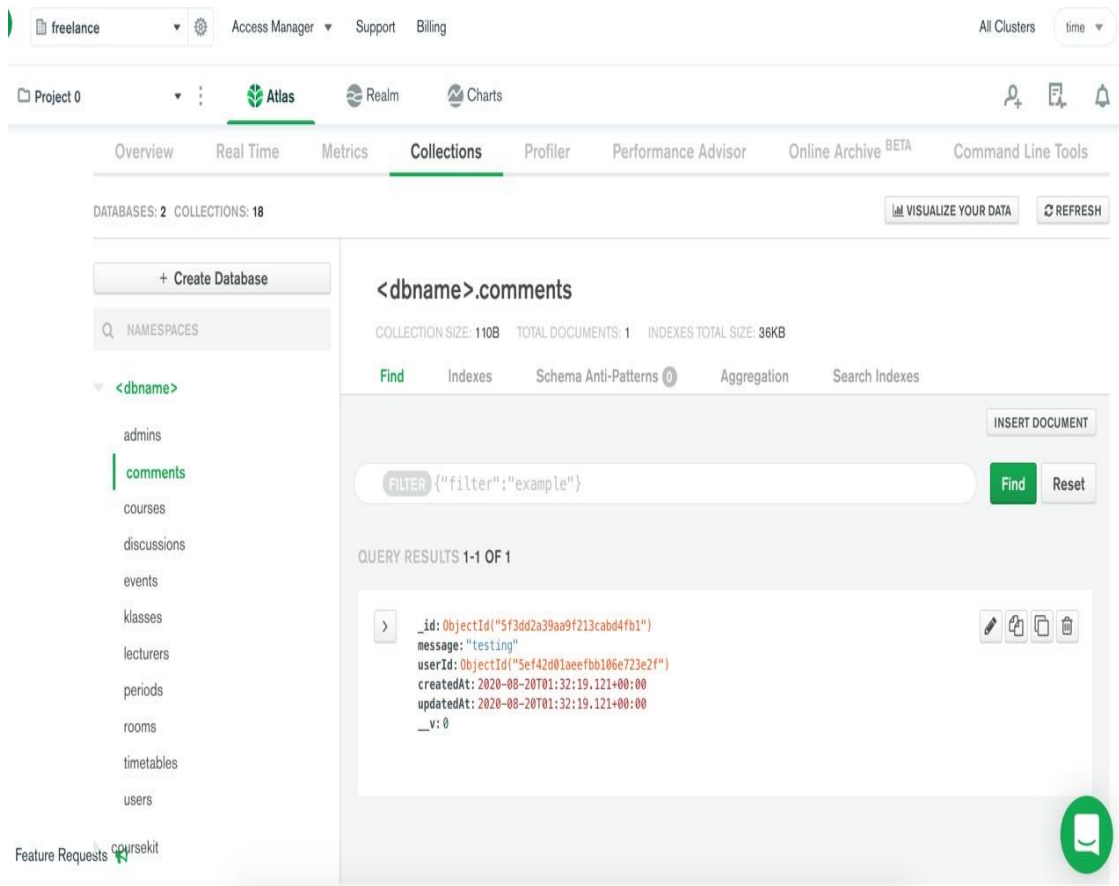 freelance Access Manager Support Billing All Clusters time
Project 0 Atlas Realm Charts
Overview Real Time Metrics Collections Profiler Performance Advisor Online Archive BETA Command Line Tools
DATABASES: 2 COLLECTIONS: 18 VISUALIZE YOUR DATA REFRESH
+ Create Database
NAMESPACES
<dbname>
admins
comments
courses
discussions
events
klasses
lecturers
periods
rooms
timetables
users
coursekit
Feature Requests
<dbname>.comments
COLLECTION SIZE: 110B TOTAL DOCUMENTS: 1 INDEXES TOTAL SIZE: 36KB
Find Indexes Schema Anti-Patterns 0 Aggregation Search Indexes
INSERT DOCUMENT
FILTER {"filter":"example"} Find Reset
QUERY RESULTS 1-1 OF 1
_id: ObjectId("5f3dd2a39aa9f213cabd4fb1")
message: "testing"
userId: ObjectId("5ef42d01aeefbb106e723e2f")
createdAt: 2020-08-20T01:32:19.121+00:00
updatedAt: 2020-08-20T01:32:19.121+00:00
__v: 0